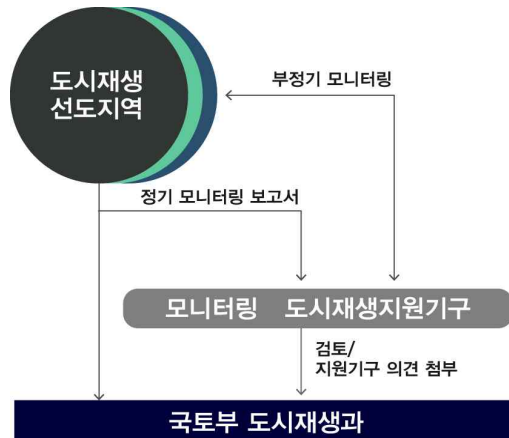 도시재생
선도지역
부정기 모니터링
정기 모니터링 보고서
모니터링 도시재생지원기구
검토/
지원기구 의견 첨부
국토부 도시재생과